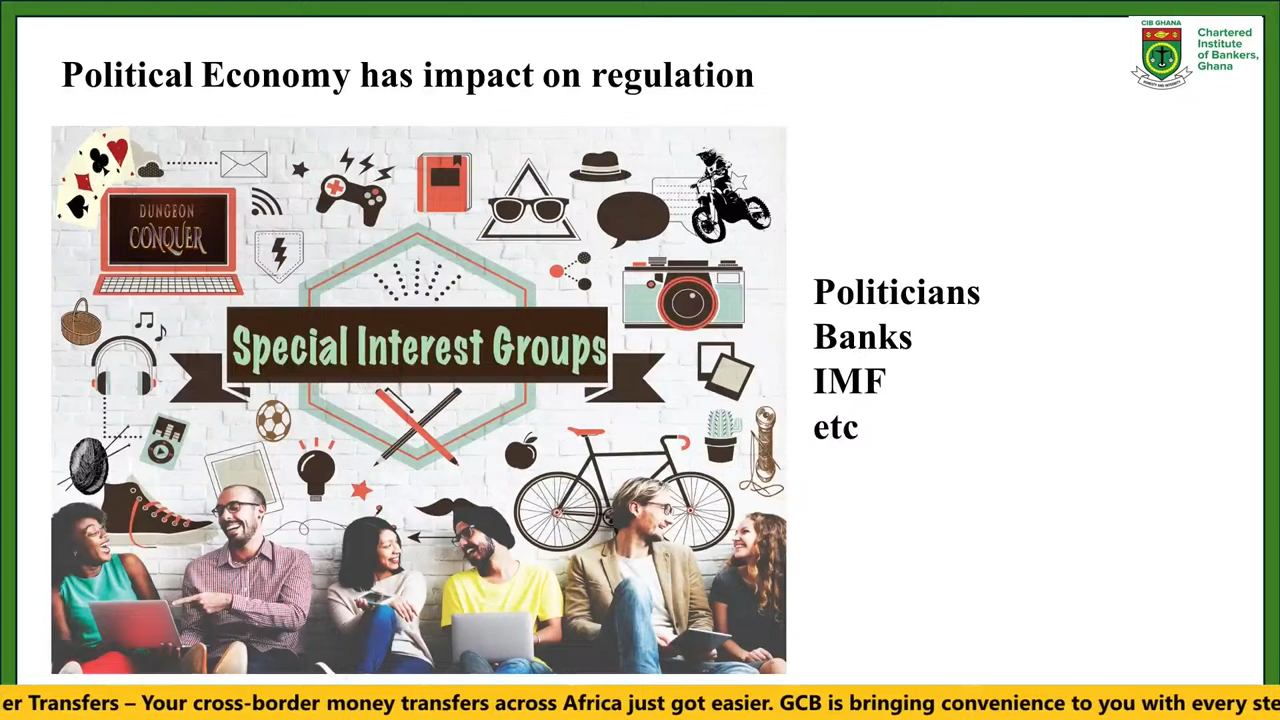 CIB GHANA
Chartered
Institute
of Bankers,
Ghana
Political Economy has impact on regulation
DUNGEON
CONQUER
Special Interest Groups
Politicians
Banks
IMF
etc
er Transfers – Your cross-border money transfers across Africa just got easier. GCB is bringing convenience to you with every ste